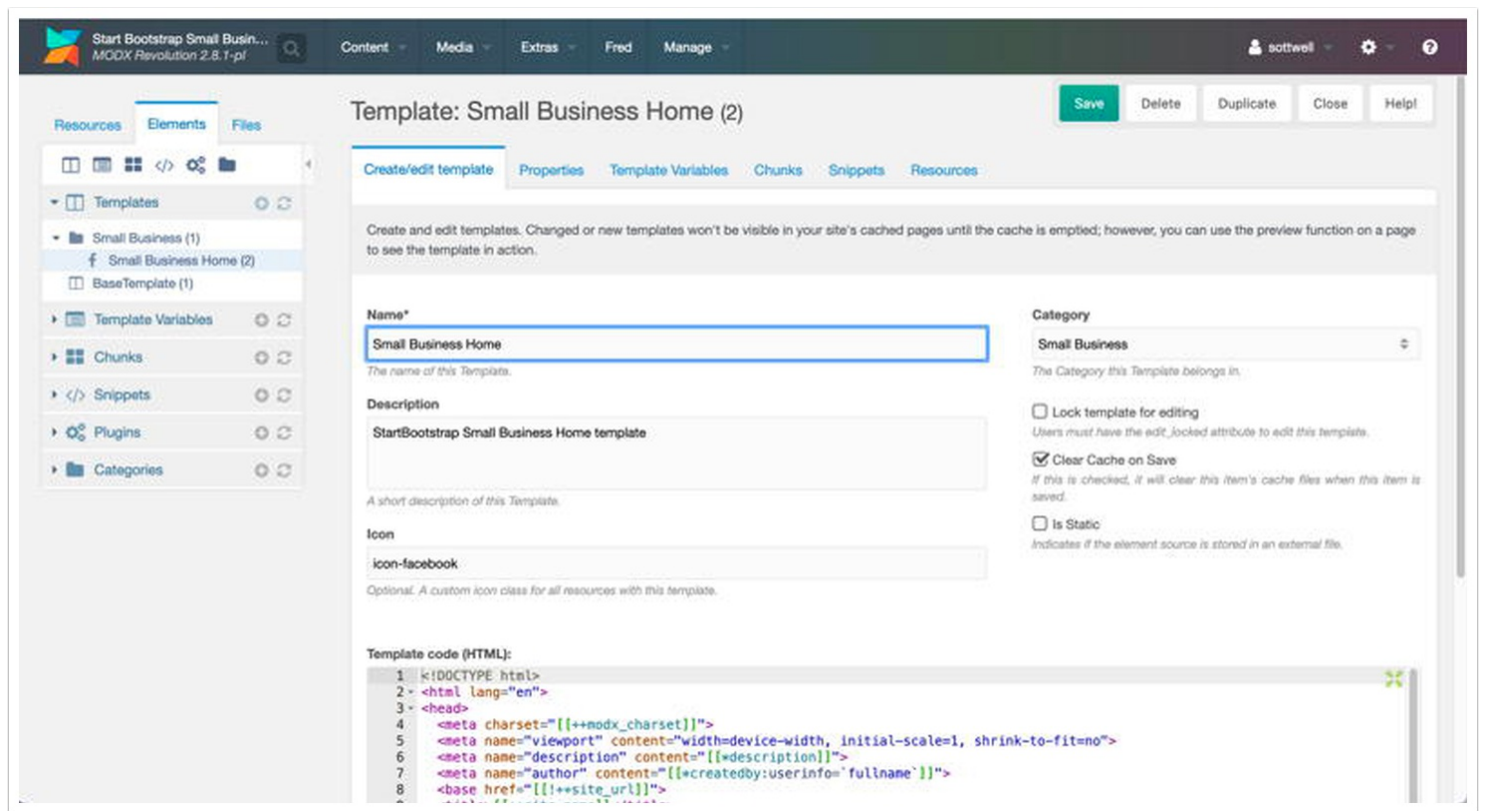 Start Bootstrap Small Busin...
MODX Revolution 2.8.1-pl
Content
Media
Extras
Fred
Manage
sottwell
Resources
Elements
Files
Templates
Small Business (1)
Small Business Home (2)
BaseTemplate (1)
Template Variables
Chunks
Snippets
Plugins
Categories
Template: Small Business Home (2)
Save
Delete
Duplicate
Close
Help!
Create/edit template
Properties
Template Variables
Chunks
Snippets
Resources
Create and edit templates. Changed or new templates won't be visible in your site's cached pages until the cache is emptied; however, you can use the preview function on a page
to see the template in action.
Name*
Small Business Home
The name of this Template.
Description
StartBootstrap Small Business Home template
A short description of this Template.
Icon
icon-facebook
Optional. A custom icon class for all resources with this template.
Category
Small Business
The Category this Template belongs in.
Lock template for editing
Users must have the edit_locked attribute to edit this template.
Clear Cache on Save
If this is checked, it will clear this item's cache files when this item is
saved.
Is Static
Indicates if the element source is stored in an external file.
Template code (HTML):
1 <!DOCTYPE html>
2 <html lang="en">
3 <head>
4 <meta charset="[[++modx_charset]]">
5 <meta name="viewport" content="width=device-width, initial-scale=1, shrink-to-fit=no">
6 <meta name="description" content="[[*description]]">
7 <meta name="author" content="[[*createdby:userinfo=`fullname`]]">
8 <base href="[[!++site_url]]">